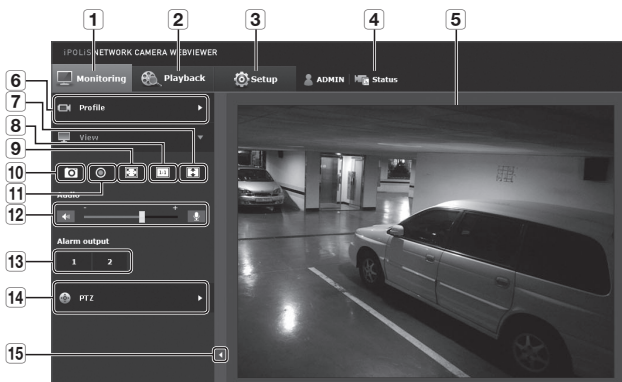 1 2 3 4 5
iPOLiS NETWORK CAMERA WEBVIEWER
Monitoring Playback Setup ADMIN Status
6 Profile
7
View
8
9
10 1:1
11
Audio
12 - +
Alarm output
13 1 2
14 PTZ
15